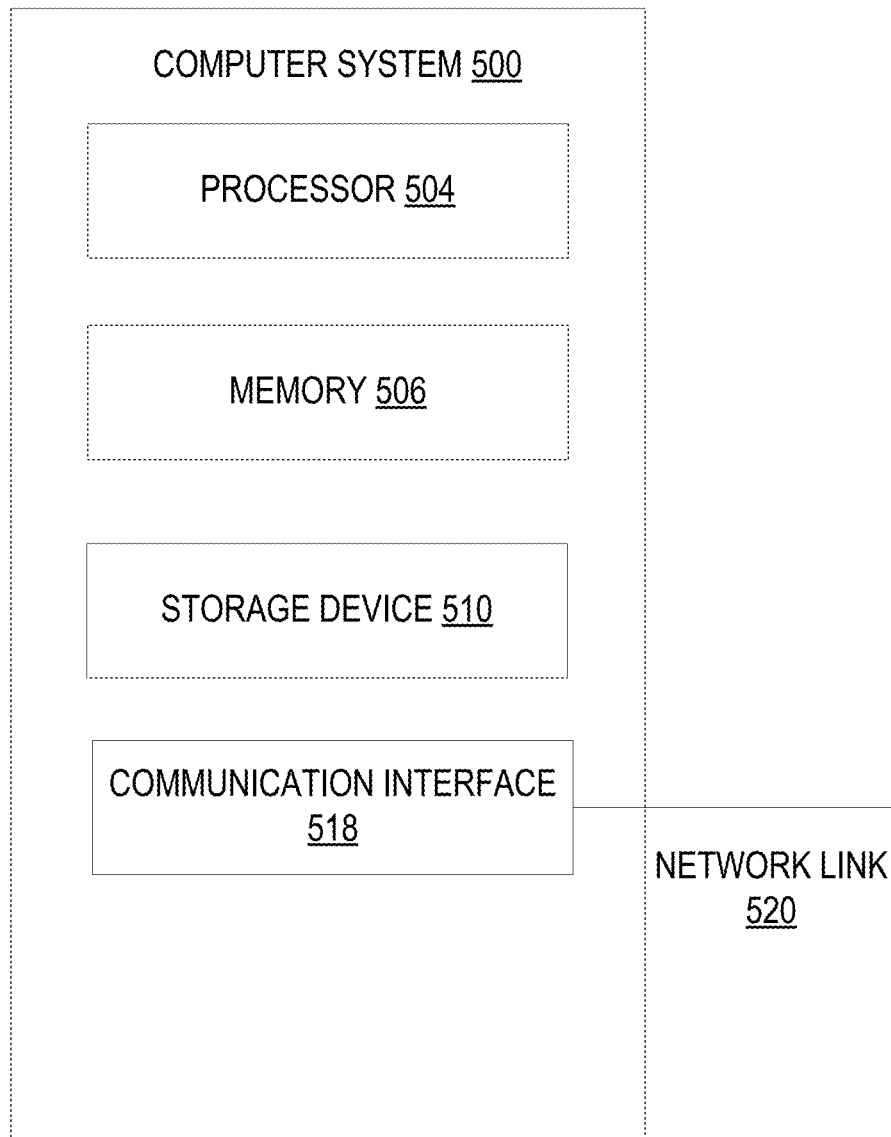 COMPUTER SYSTEM 500
PROCESSOR 504
MEMORY 506
STORAGE DEVICE 510
COMMUNICATION INTERFACE
518
NETWORK LINK
520